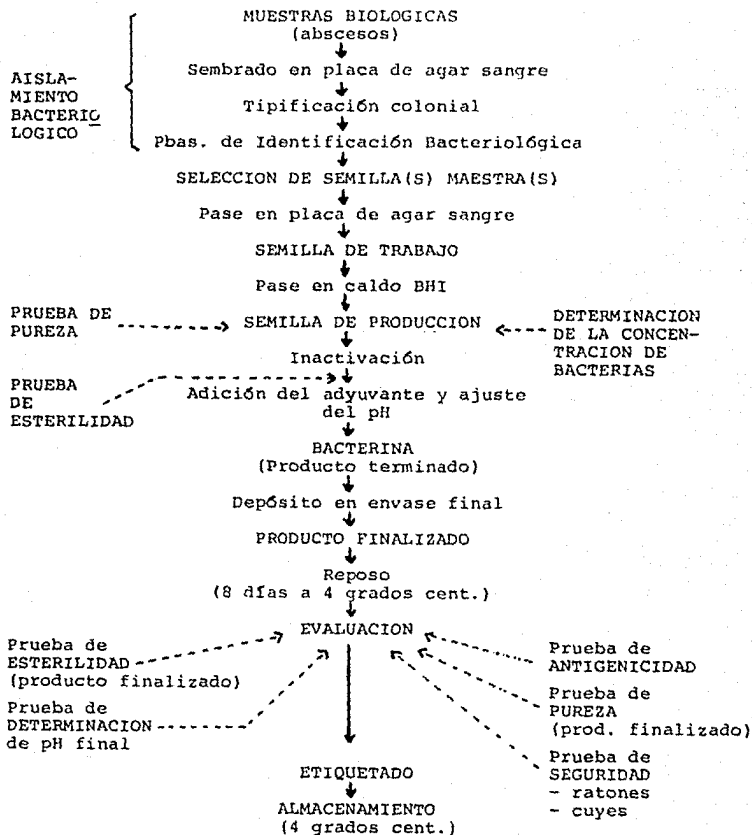 MUESTRAS BIOLOGICAS
(abscesos)
AISLA-
MIENTO
BACTERIO
LOGICO
Sembrado en placa de agar sangre
Tipificación colonial
Pbas. de Identificación Bacteriológica
SELECCION DE SEMILLA(S) MAESTRA(S)
Pase en placa de agar sangre
SEMILLA DE TRABAJO
Pase en caldo BHI
PRUEBA DE
PUREZA
SEMILLA DE PRODUCCION
DETERMINACION
DE LA CONCEN-
TRACION DE
BACTERIAS
Inactivación
PRUEBA
DE
ESTERILIDAD
Adición del adyuvante y ajuste
del pH
BACTERINA
(Producto terminado)
Depósito en envase final
PRODUCTO FINALIZADO
Reposo
(8 días a 4 grados cent.)
EVALUACION
Prueba de
ESTERILIDAD
(producto finalizado)
Prueba de
DETERMINACION
de pH final
Prueba de
ANTIGENICIDAD
Prueba de
PUREZA
(prod. finalizado)
Prueba de
SEGURIDAD
- ratones
- cuyes
ETIQUETADO
ALMACENAMIENTO
(4 grados cent.)